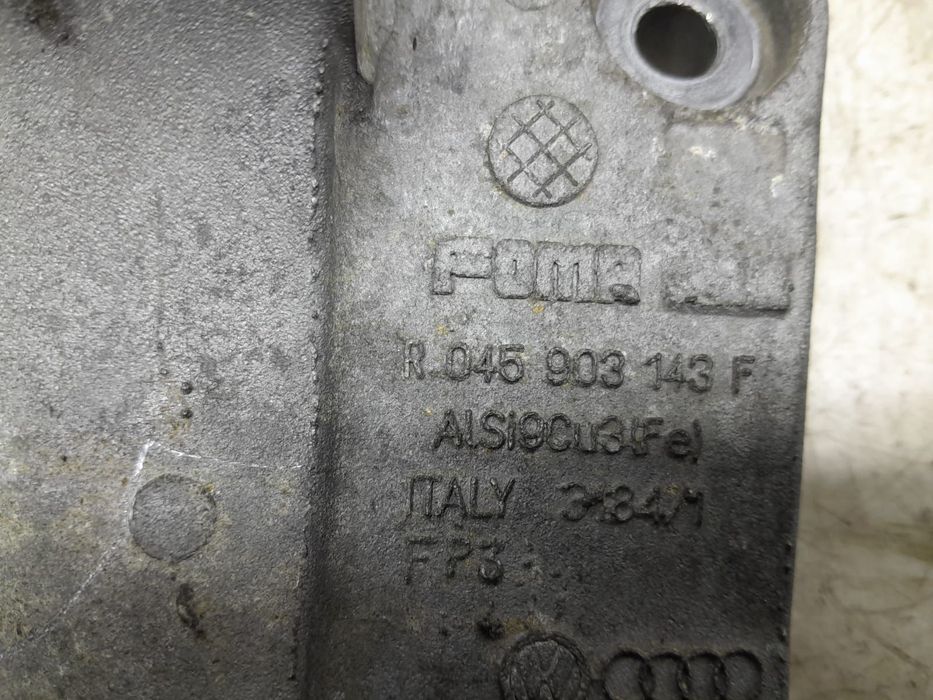 FOMA
R. 045 903 143 F
AlSi9Cu3(Fe)
ITALY 3184/1
FP3